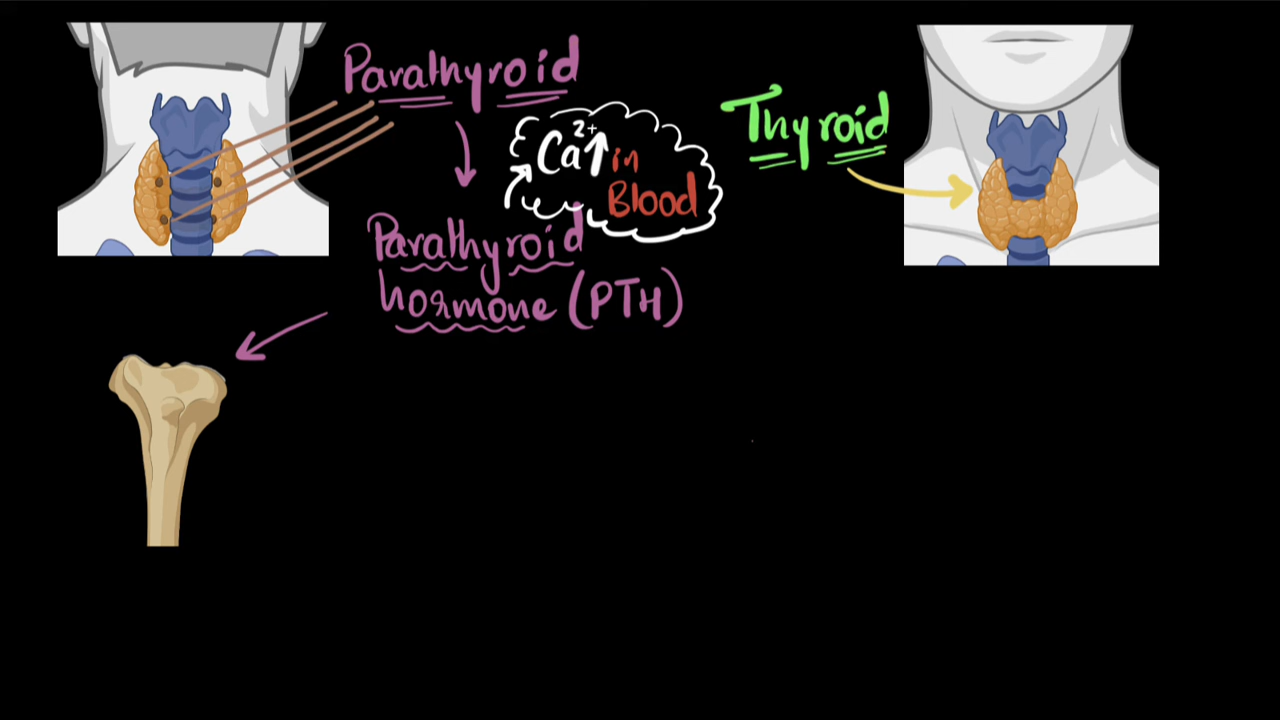 Parathyroid
Ca2+↑ in
Blood
Parathyroid
hormone (PTH)
Thyroid